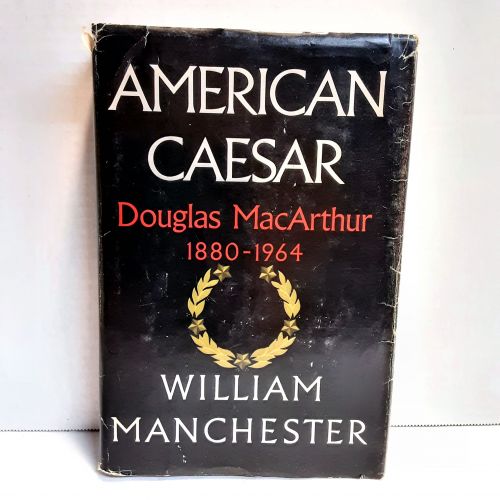 AMERICAN
CAESAR
Douglas MacArthur
1880-1964
WILLIAM
MANCHESTER